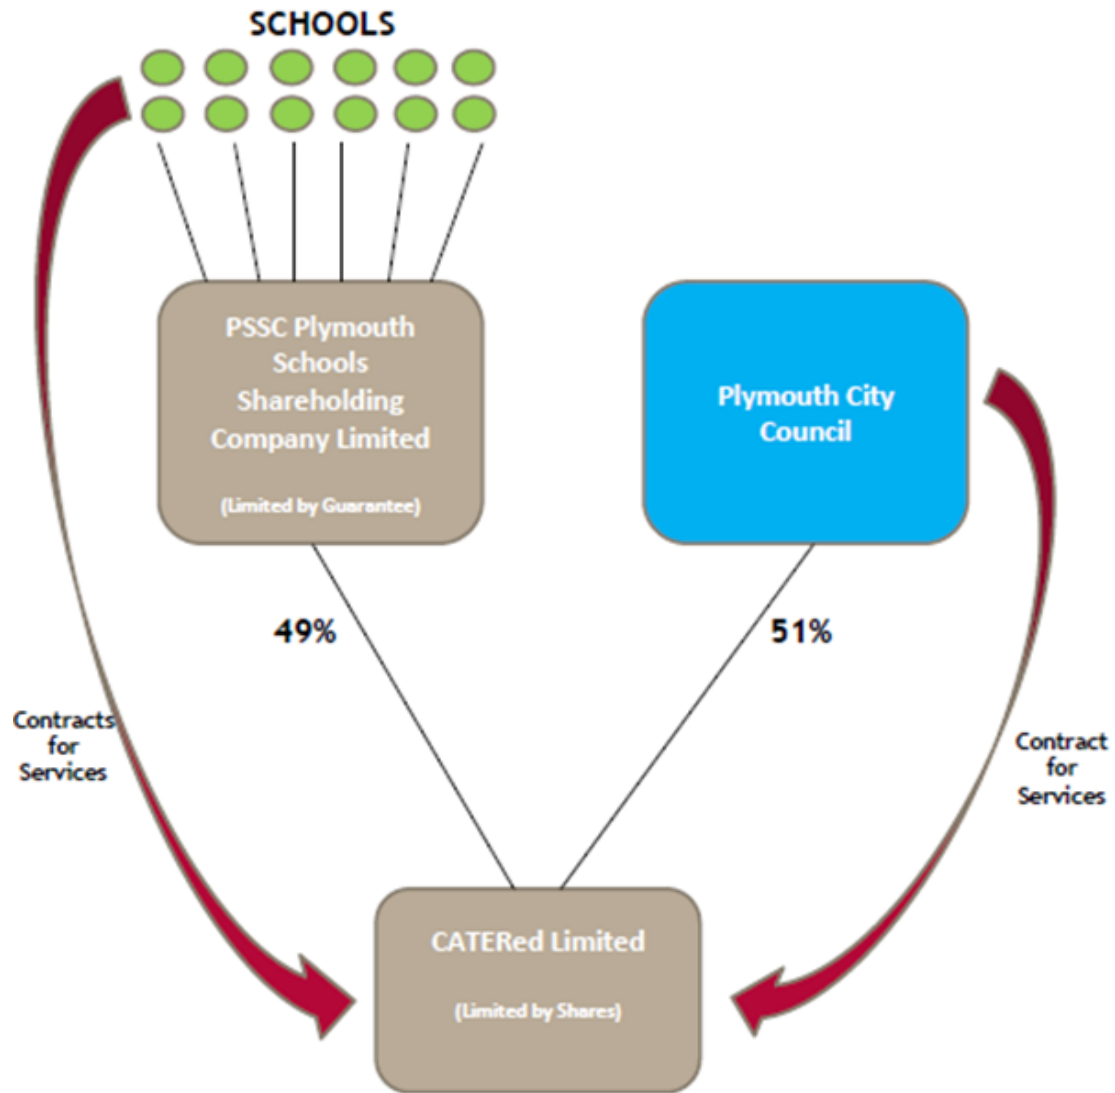 SCHOOLS
PSSC Plymouth
Schools
Shareholding
Company Limited
(Limited by Guarantee)
Plymouth City
Council
49%
51%
Contracts
for
Services
Contract
for
Services
CATERed Limited
(Limited by Shares)